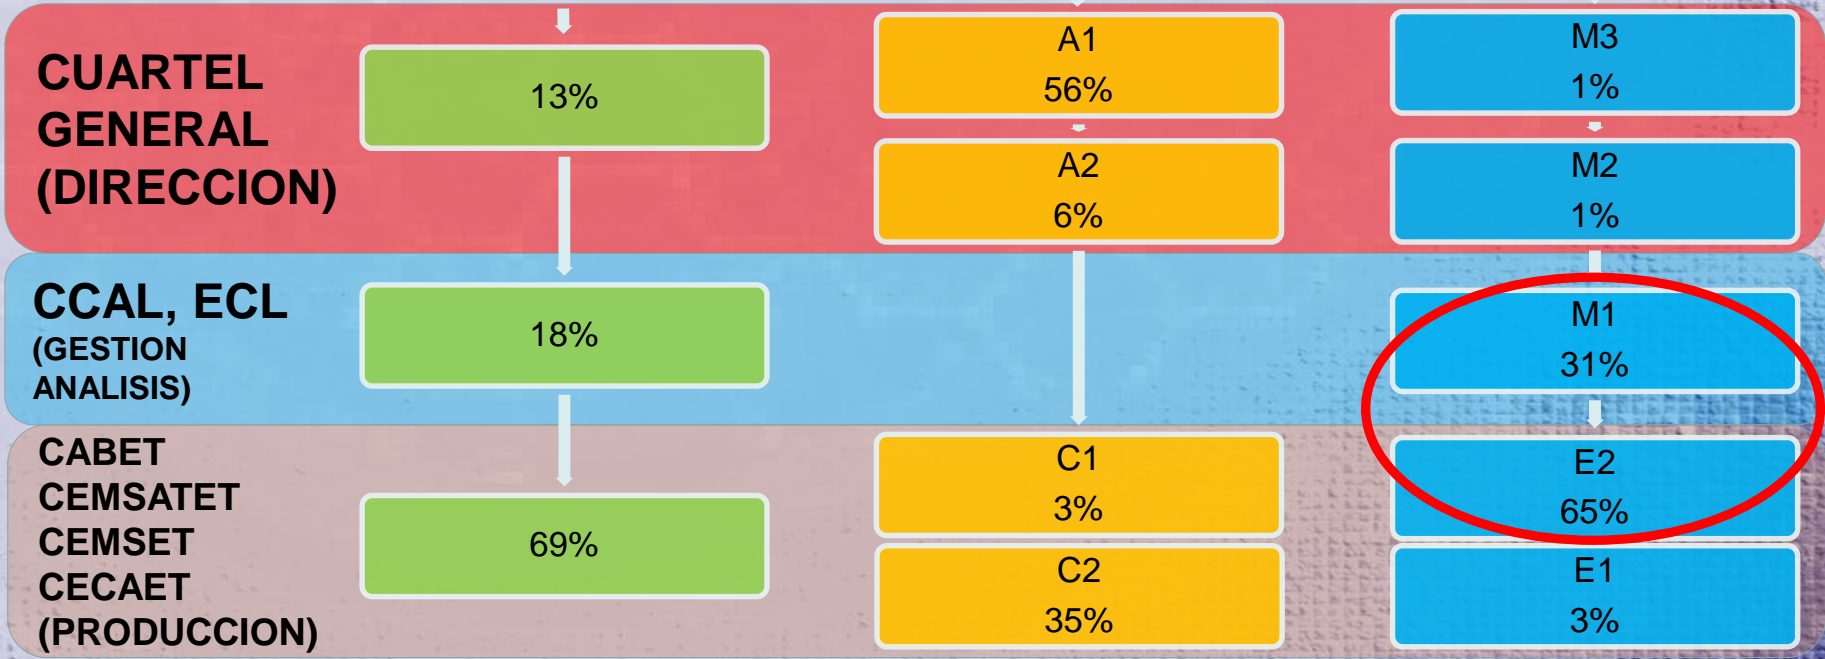 CUARTEL
GENERAL
(DIRECCION)
13%
A1
56%
A2
6%
M3
1%
M2
1%
CCAL, ECL
(GESTION
ANALISIS)
18%
M1
31%
CABET
CEMSATET
CEMSET
CECAET
(PRODUCCION)
69%
C1
3%
C2
35%
E2
65%
E1
3%